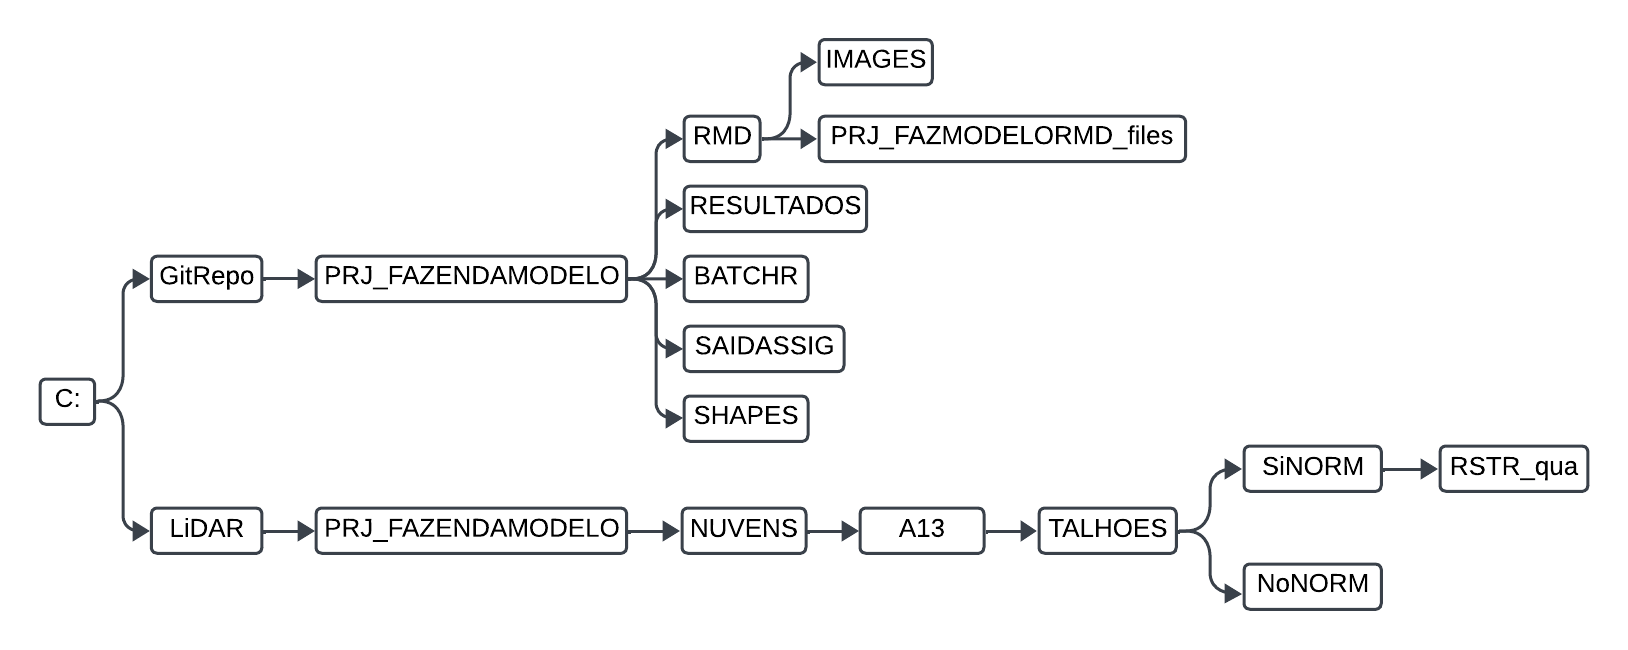 IMAGES
RMD
PRJ_FAZMODELORMD_files
RESULTADOS
GitRepo
PRJ_FAZENDAMODELO
BATCHR
SAIDASSIG
C:
SHAPES
SiNORM
RSTR_qua
LiDAR
PRJ_FAZENDAMODELO
NUVENS
A13
TALHOES
NoNORM